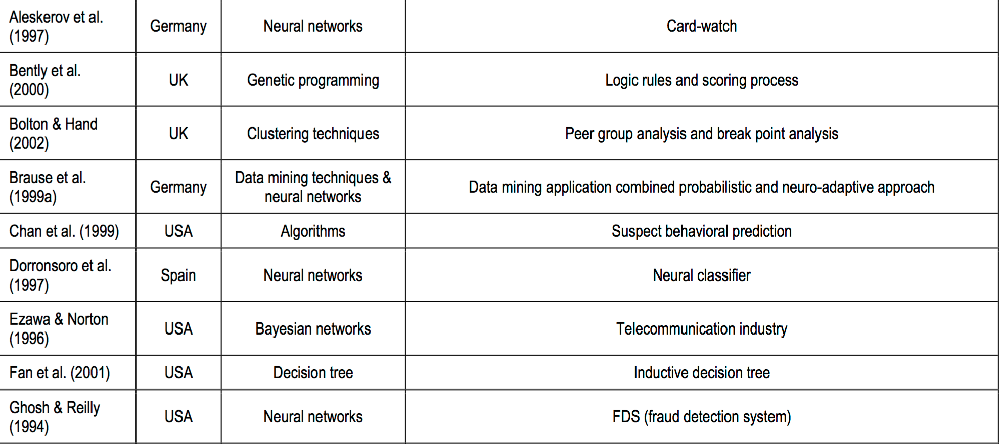 Aleskerov et al.
(1997)
Germany
Neural networks
Card-watch
Bently et al.
(2000)
UK
Genetic programming
Logic rules and scoring process
Bolton & Hand
(2002)
UK
Clustering techniques
Peer group analysis and break point analysis
Brause et al.
(1999a)
Germany
Data mining techniques &
neural networks
Data mining application combined probabilistic and neuro-adaptive approach
Chan et al. (1999)
USA
Algorithms
Suspect behavioral prediction
Dorronsoro et al.
(1997)
Spain
Neural networks
Neural classifier
Ezawa & Norton
(1996)
USA
Bayesian networks
Telecommunication industry
Fan et al. (2001)
USA
Decision tree
Inductive decision tree
Ghosh & Reilly
(1994)
USA
Neural networks
FDS (fraud detection system)